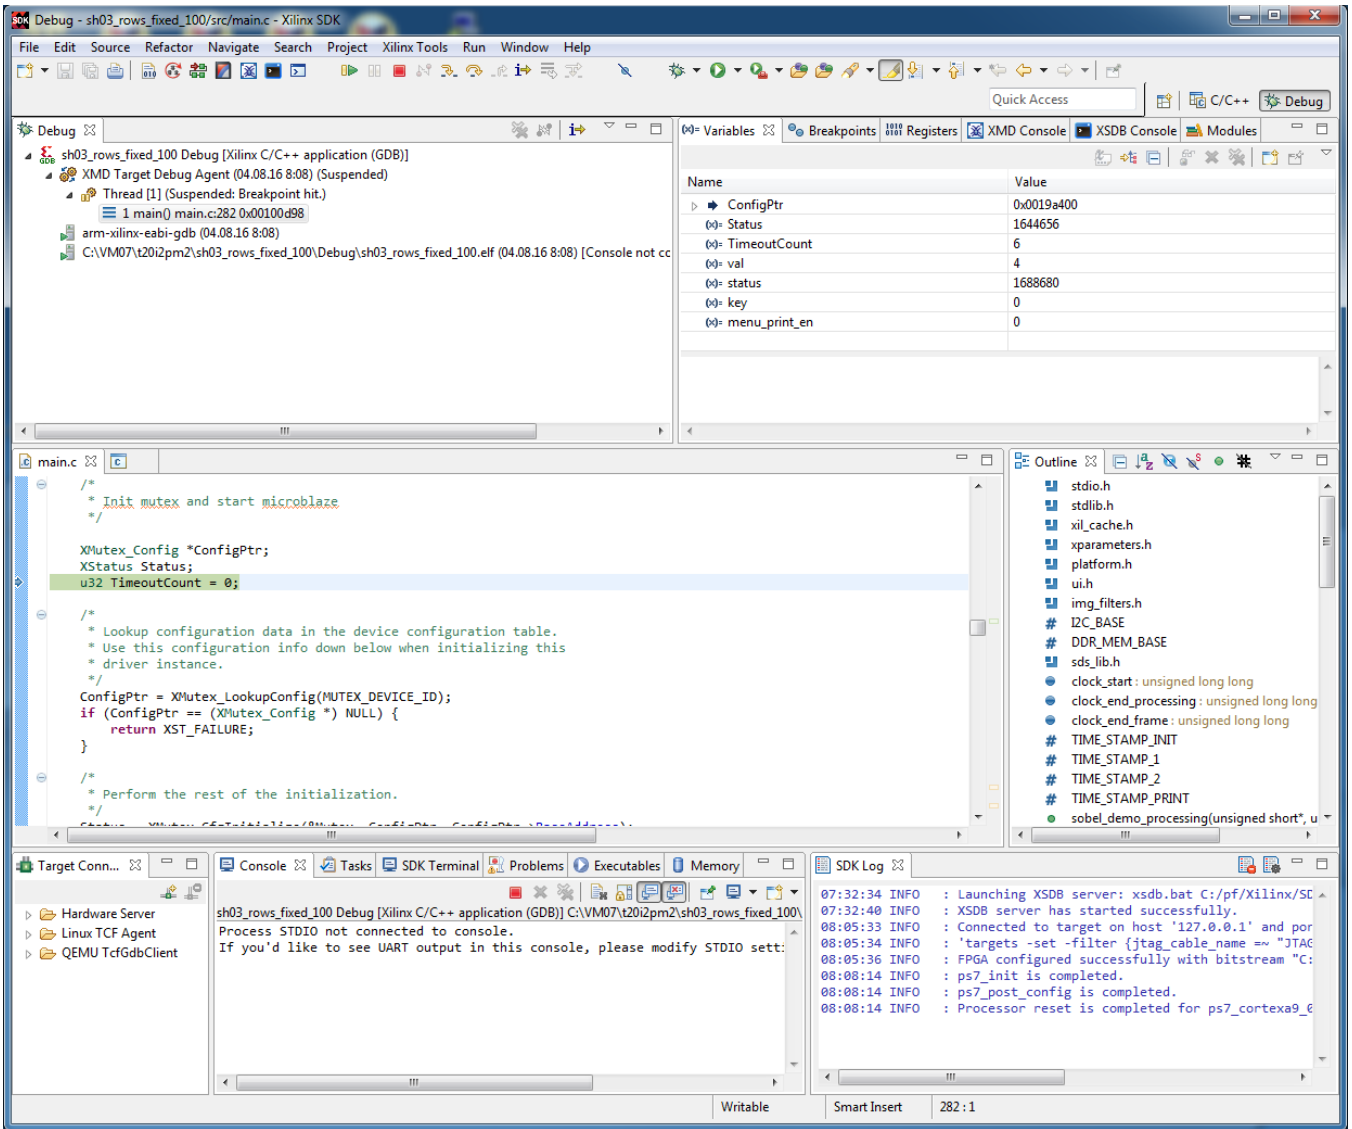 Debug - sh03_rows_fixed_100/src/main.c - Xilinx SDK
File Edit Source Refactor Navigate Search Project Xilinx Tools Run Window Help
Quick Access
C/C++ Debug
Debug
sh03_rows_fixed_100 Debug [Xilinx C/C++ application (GDB)]
XMD Target Debug Agent (04.08.16 8:08) (Suspended)
Thread [1] (Suspended: Breakpoint hit.)
1 main() main.c:282 0x00100d98
arm-xilinx-eabi-gdb (04.08.16 8:08)
C:\VM07\t20i2pm2\sh03_rows_fixed_100\Debug\sh03_rows_fixed_100.elf (04.08.16 8:08) [Console not cc
Variables Breakpoints Registers XMD Console XSDB Console Modules
Name Value
ConfigPtr 0x0019a400
Status 1644656
TimeoutCount 6
val 4
status 1688680
key 0
menu_print_en 0
main.c
/*
* Init mutex and start microblaze
*/
XMutex_Config *ConfigPtr;
XStatus Status;
u32 TimeoutCount = 0;
/*
* Lookup configuration data in the device configuration table.
* Use this configuration info down below when initializing this
* driver instance.
*/
ConfigPtr = XMutex_LookupConfig(MUTEX_DEVICE_ID);
if (ConfigPtr == (XMutex_Config *) NULL) {
return XST_FAILURE;
}
/*
* Perform the rest of the initialization.
*/
Outline
stdio.h
stdlib.h
xil_cache.h
xparameters.h
platform.h
ui.h
img_filters.h
I2C_BASE
DDR_MEM_BASE
sds_lib.h
clock_start : unsigned long long
clock_end_processing : unsigned long long
clock_end_frame : unsigned long long
TIME_STAMP_INIT
TIME_STAMP_1
TIME_STAMP_2
TIME_STAMP_PRINT
sobel_demo_processing(unsigned short*, u
Target Conn...
Hardware Server
Linux TCF Agent
QEMU TcfGdbClient
Console Tasks SDK Terminal Problems Executables Memory
sh03_rows_fixed_100 Debug [Xilinx C/C++ application (GDB)] C:\VM07\t20i2pm2\sh03_rows_fixed_100\
Process STDIO not connected to console.
If you'd like to see UART output in this console, please modify STDIO sett
SDK Log
07:32:34 INFO : Launching XSDB server: xsdb.bat C:/pf/Xilinx/SD
07:32:40 INFO : XSDB server has started successfully.
08:05:33 INFO : Connected to target on host '127.0.0.1' and por
08:05:34 INFO : 'targets -set -filter {jtag_cable_name =~ "JTAG
08:05:36 INFO : FPGA configured successfully with bitstream "C:
08:08:14 INFO : ps7_init is completed.
08:08:14 INFO : ps7_post_config is completed.
08:08:14 INFO : Processor reset is completed for ps7_cortexa9_0
Writable Smart Insert 282 : 1